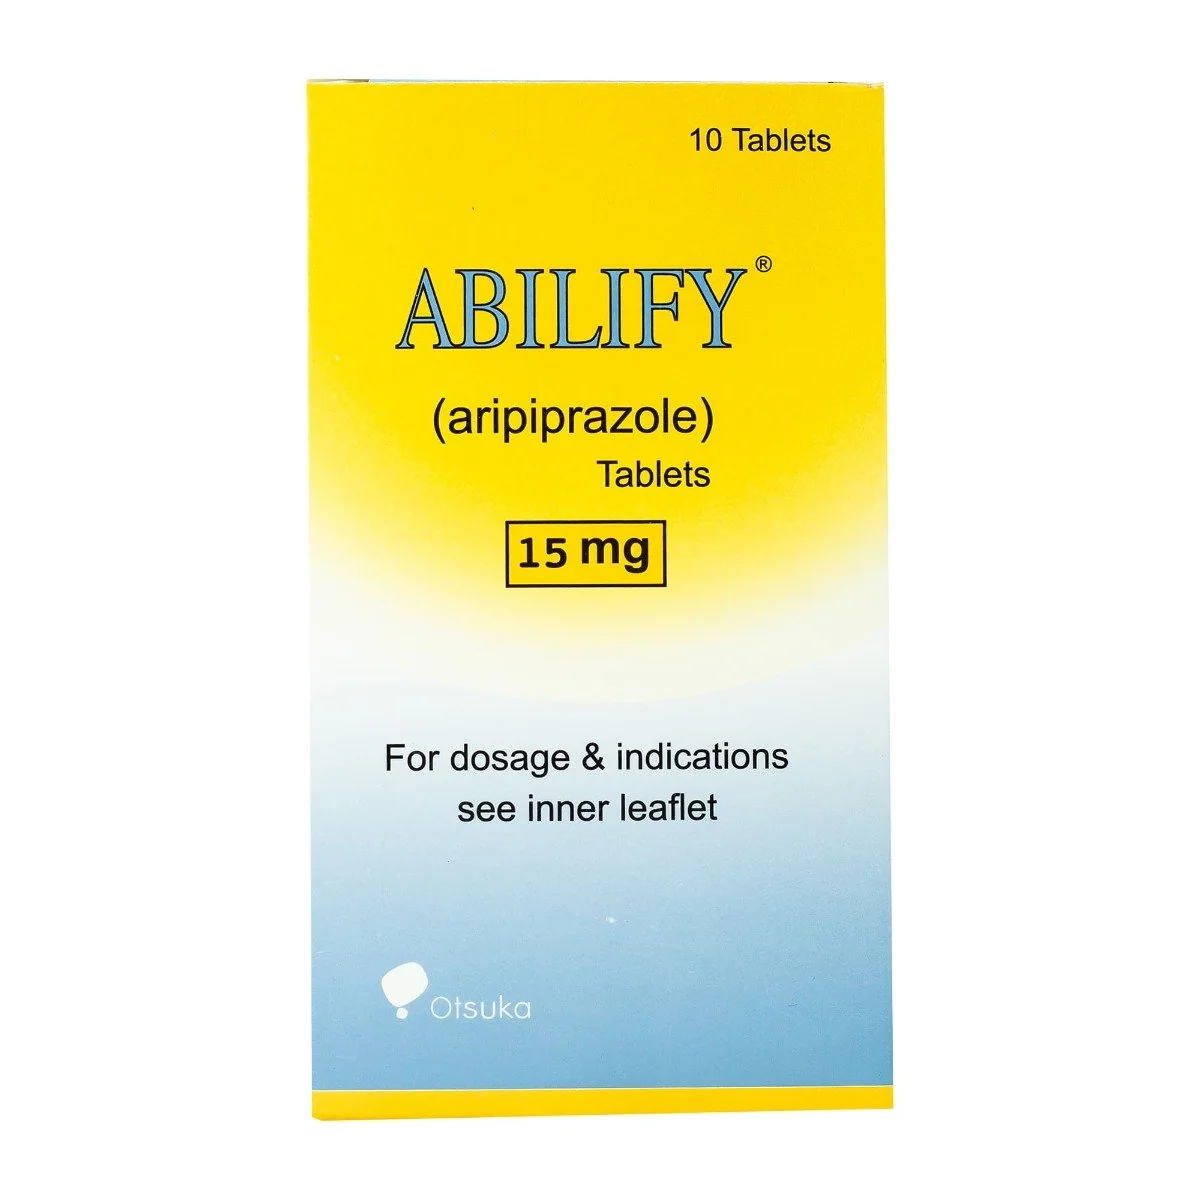 10 Tablets
ABILIFY®
(aripiprazole)
Tablets
15 mg
For dosage & indications
see inner leaflet
Otsuka